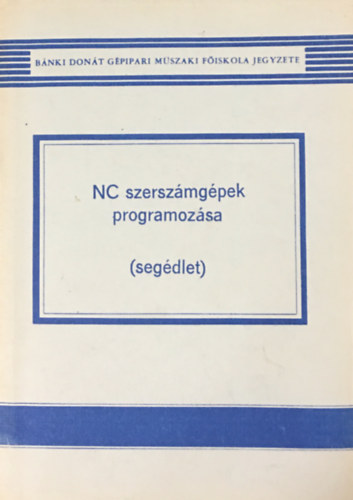 BÁNKI DONÁT GÉPIPARI MŰSZAKI FŐISKOLA JEGYZETE
NC szerszámgépek
programozása
(segédlet)